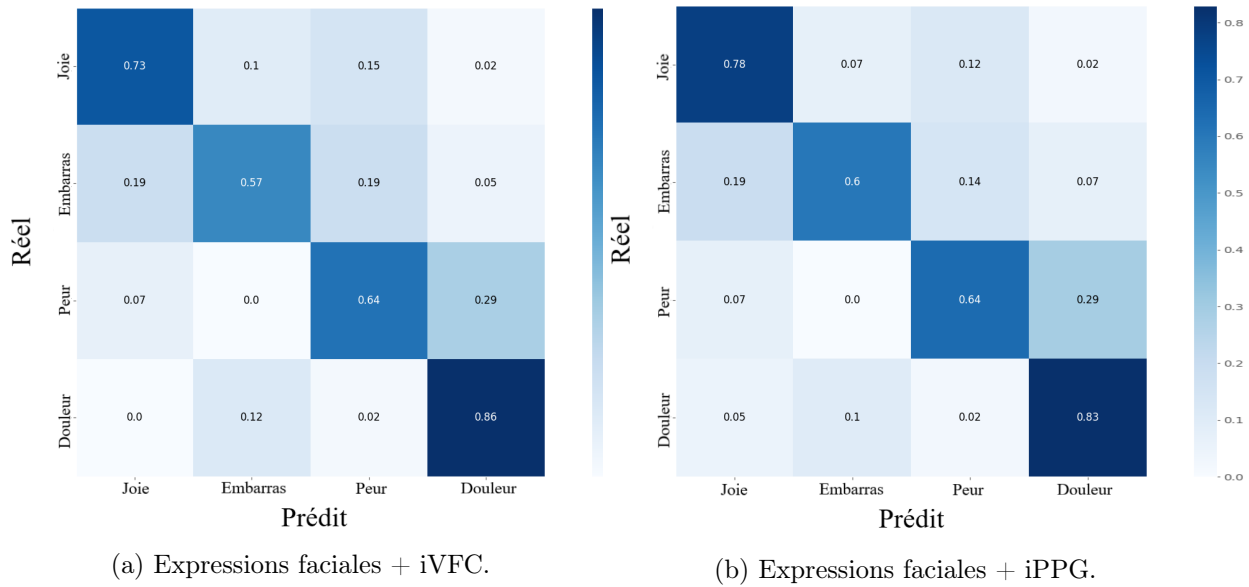 Joie 0.73 0.1 0.15 0.02
Embarras 0.19 0.57 0.19 0.05
Peur 0.07 0.0 0.64 0.29
Douleur 0.0 0.12 0.02 0.86
Réel
Joie Embarras Peur Douleur
Prédit
(a) Expressions faciales + iVFC.
Joie 0.78 0.07 0.12 0.02
Embarras 0.19 0.6 0.14 0.07
Peur 0.07 0.0 0.64 0.29
Douleur 0.05 0.1 0.02 0.83
Réel
Joie Embarras Peur Douleur
Prédit
0.8
0.7
0.6
0.5
0.4
0.3
0.2
0.1
0.0
(b) Expressions faciales + iPPG.